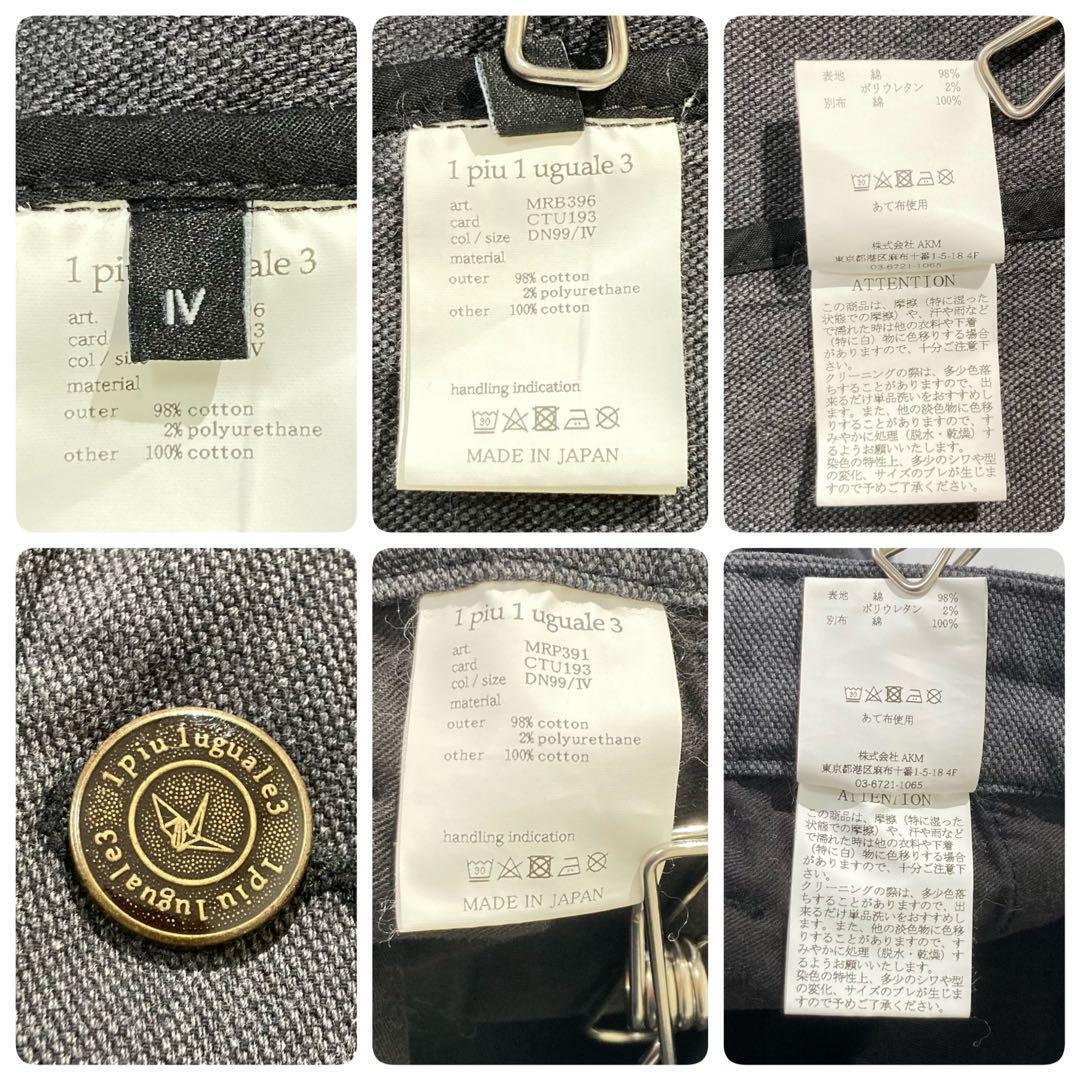 1 piu 1 uguale 3
art. 6
card 3
col / size V
IV
material
outer 98% cotton
2% polyurethane
other 100% cotton
1 piu 1 uguale 3
art. MRB396
card CTU193
col / size DN99/IV
material
outer 98% cotton
2% polyurethane
other 100% cotton
handling indication
30
MADE IN JAPAN
表地 綿 98%
ポリウレタン 2%
別布 綿 100%
30
あて布使用
株式会社 AKM
東京都港区麻布十番1-5-18 4F
03-6721-1065
ATTENTION
この商品は、摩擦（特に湿った
状態での摩擦）や、汗や雨など
で濡れた時は他の衣料や下着
（特に白）物に色移りする場合
がありますので、十分ご注意下
さい。
クリーニングの際は、多少色落
ちすることがありますので、出
来るだけ単品洗いをおすすめし
ます。また、他の淡色物に色移
りすることがありますので、す
みやかに処理（脱水・乾燥）す
るようお願いいたします。
染色の特性上、多少のシワや型
の変化、サイズのブレが生じま
すので予めご了承ください。
1piu 1uguale3
1piu 1uguale3
1 piu 1 uguale 3
art. MRP391
card CTU193
col / size DN99/IV
material
outer 98% cotton
2% polyurethane
other 100% cotton
handling indication
30
MADE IN JAPAN
表地 綿 98%
ポリウレタン 2%
別布 綿 100%
30
あて布使用
株式会社 AKM
東京都港区麻布十番1-5-18 4F
03-6721-1065
ATTENTION
この商品は、摩擦（特に湿った
状態での摩擦）や、汗や雨など
で濡れた時は他の衣料や下着
（特に白）物に色移りする場合
がありますので、十分ご注意下
さい。
クリーニングの際は、多少色落
ちすることがありますので、出
来るだけ単品洗いをおすすめし
ます。また、他の淡色物に色移
りすることがありますので、す
みやかに処理（脱水・乾燥）す
るようお願いいたします。
染色の特性上、多少のシワや型
の変化、サイズのブレが生じま
すので予めご了承ください。